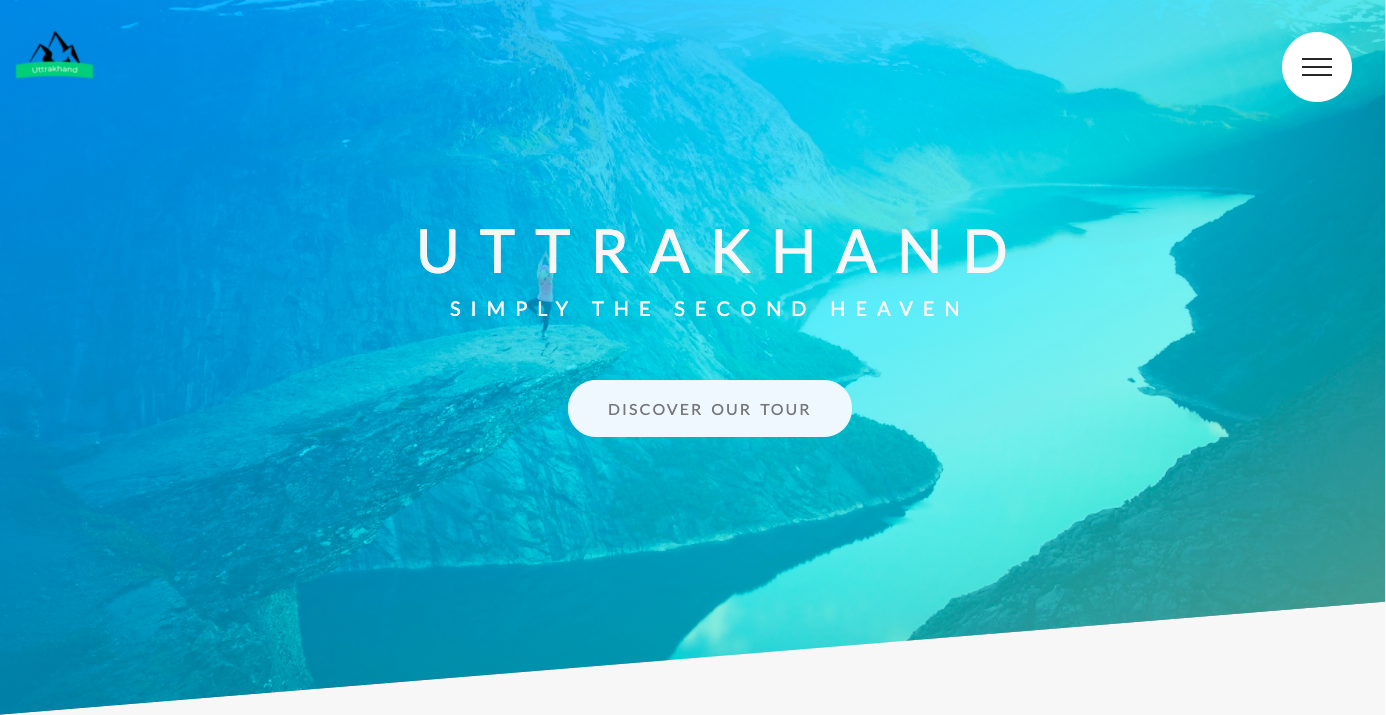 Uttrakhand
UTTRAKHAND
SIMPLY THE SECOND HEAVEN
DISCOVER OUR TOUR